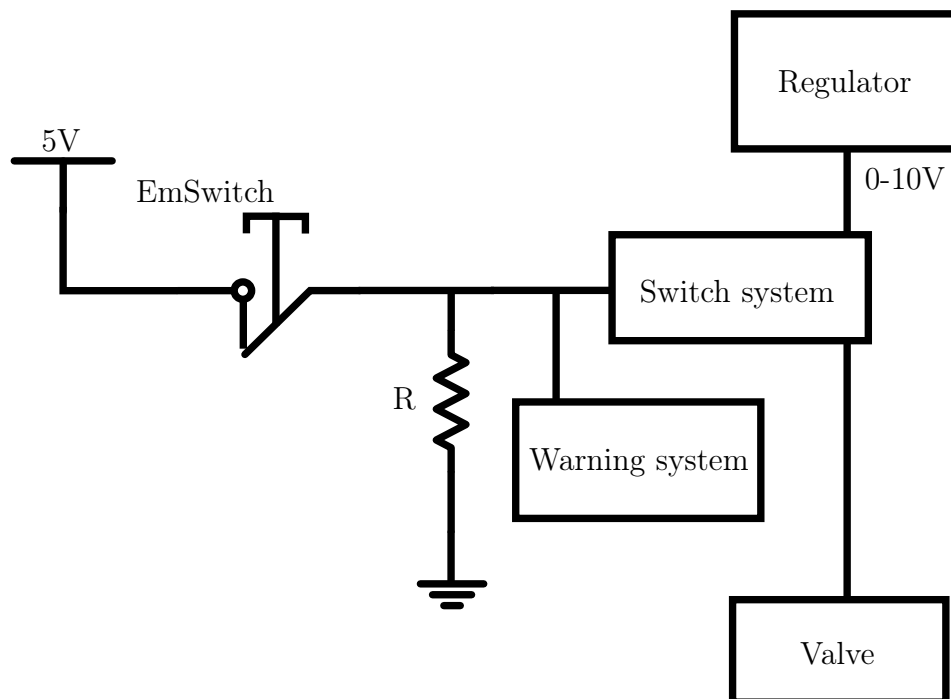 Regulator
5V
0-10V
EmSwitch
Switch system
R
Warning system
Valve